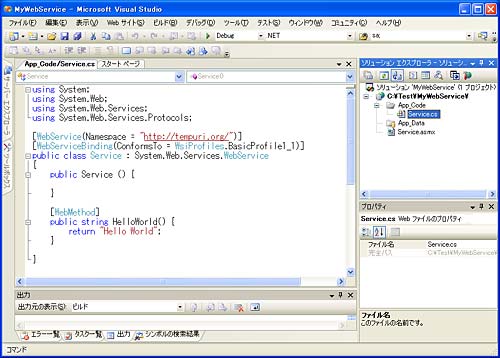 MyWebService - Microsoft Visual Studio
ファイル(F) 編集(E) 表示(V) Web サイト(S) ビルド(B) デバッグ(D) ツール(T) テスト(S) ウィンドウ(W) コミュニティ(C) ヘルプ(H)
Debug .NET
App_Code/Service.cs スタート ページ
Service Service()
using System;
using System.Web;
using System.Web.Services;
using System.Web.Services.Protocols;
[WebService(Namespace = "http://tempuri.org/")]
[WebServiceBinding(ConformsTo = WsiProfiles.BasicProfile1_1)]
public class Service : System.Web.Services.WebService
{
public Service () {
}
[WebMethod]
public string HelloWorld() {
return "Hello World";
}
}
サーバー エクスプローラ
ツールボックス
出力
出力元の表示(S): ビルド
エラー一覧 タスク一覧 出力 シンボルの検索結果
コマンド
ソリューション エクスプローラ - ソリューション...
ソリューション 'MyWebService' (1 プロジェクト)
C:¥Test¥MyWebService¥
App_Code
Service.cs
App_Data
Service.asmx
プロパティ
Service.cs Web ファイルのプロパティ
ファイル名 Service.cs
完全パス C:¥Test¥MyWebService¥
ファイル名
このファイルの名前です。